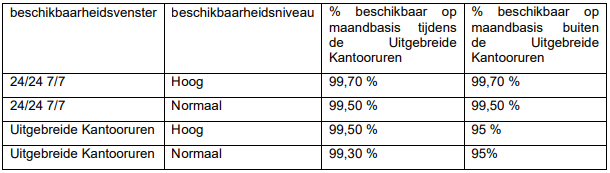 beschikbaarheidsvenster beschikbaarheidsniveau % beschikbaar op maandbasis tijdens de Uitgebreide Kantooruren % beschikbaar op maandbasis buiten de Uitgebreide Kantooruren
24/24 7/7 Hoog 99,70 % 99,70 %
24/24 7/7 Normaal 99,50 % 99,50 %
Uitgebreide Kantooruren Hoog 99,50 % 95 %
Uitgebreide Kantooruren Normaal 99,30 % 95%